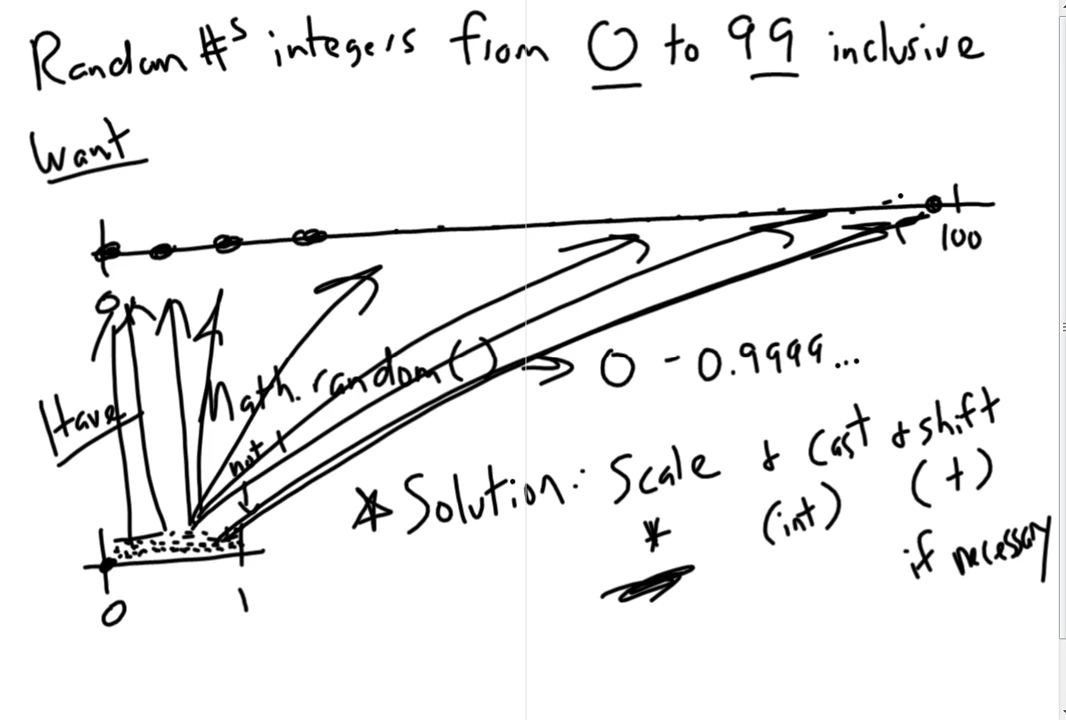 Random #s integers from 0 to 99 inclusive
Want
0
100
Have
Math.random() → 0 - 0.9999...
not 1
* Solution: Scale & cast & shift
* (int) (+)
if necessary
0 1